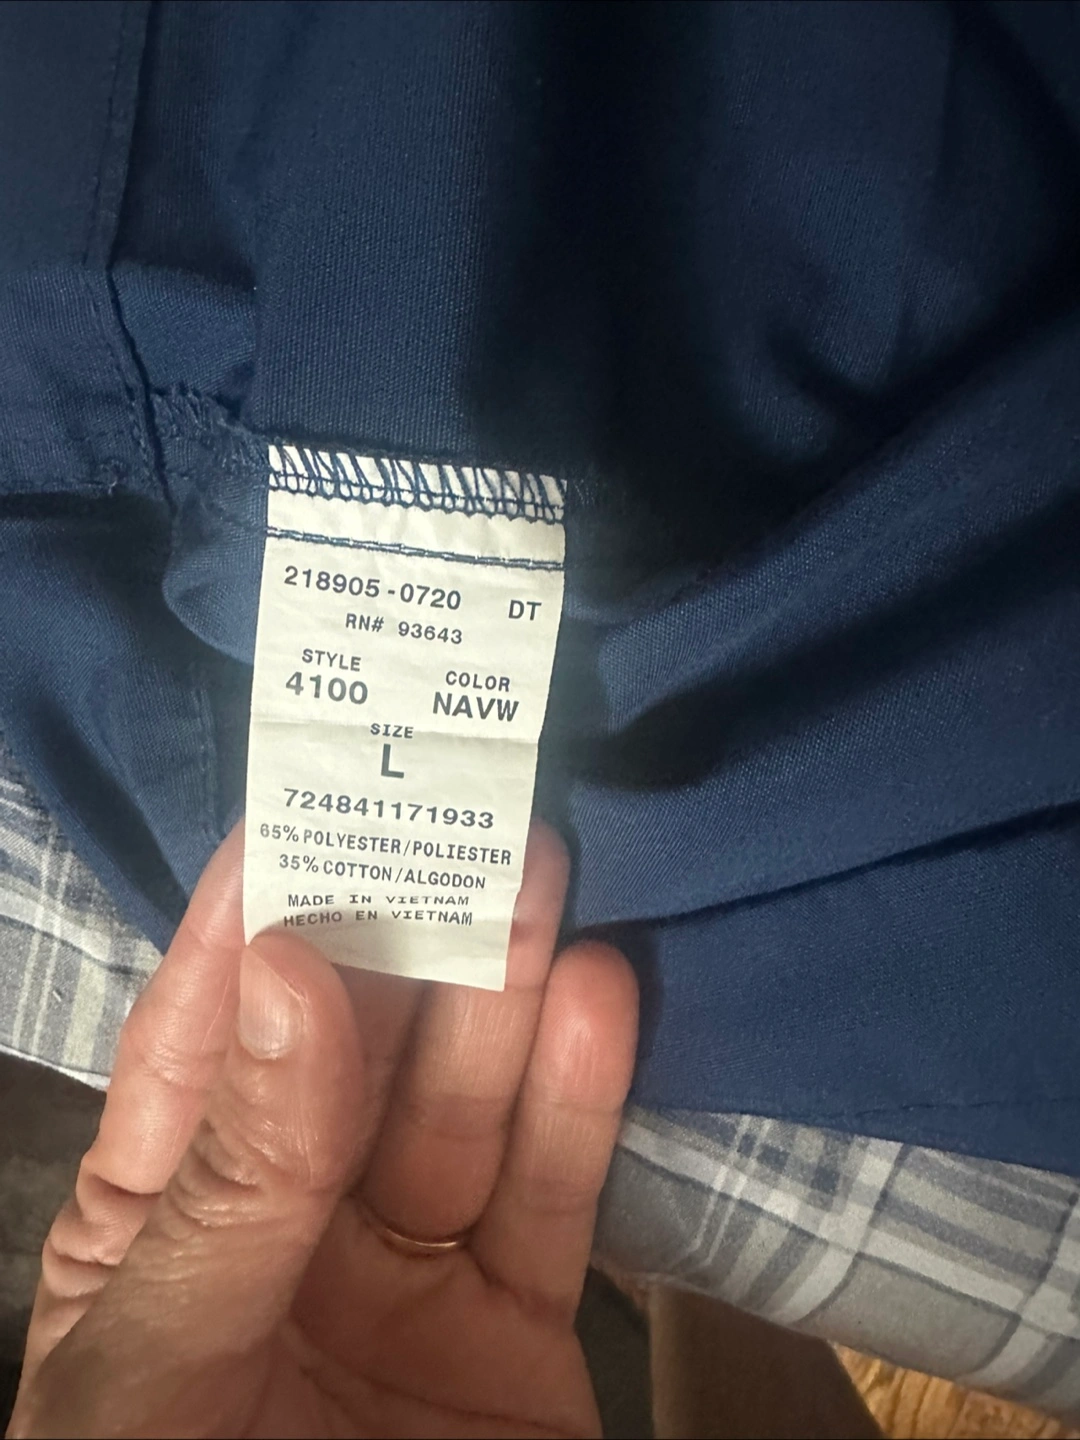 218905-0720 DT
RN# 93643
STYLE COLOR
4100 NAVW
SIZE
L
724841171933
65% POLYESTER/POLIESTER
35% COTTON/ALGODON
MADE IN VIETNAM
HECHO EN VIETNAM